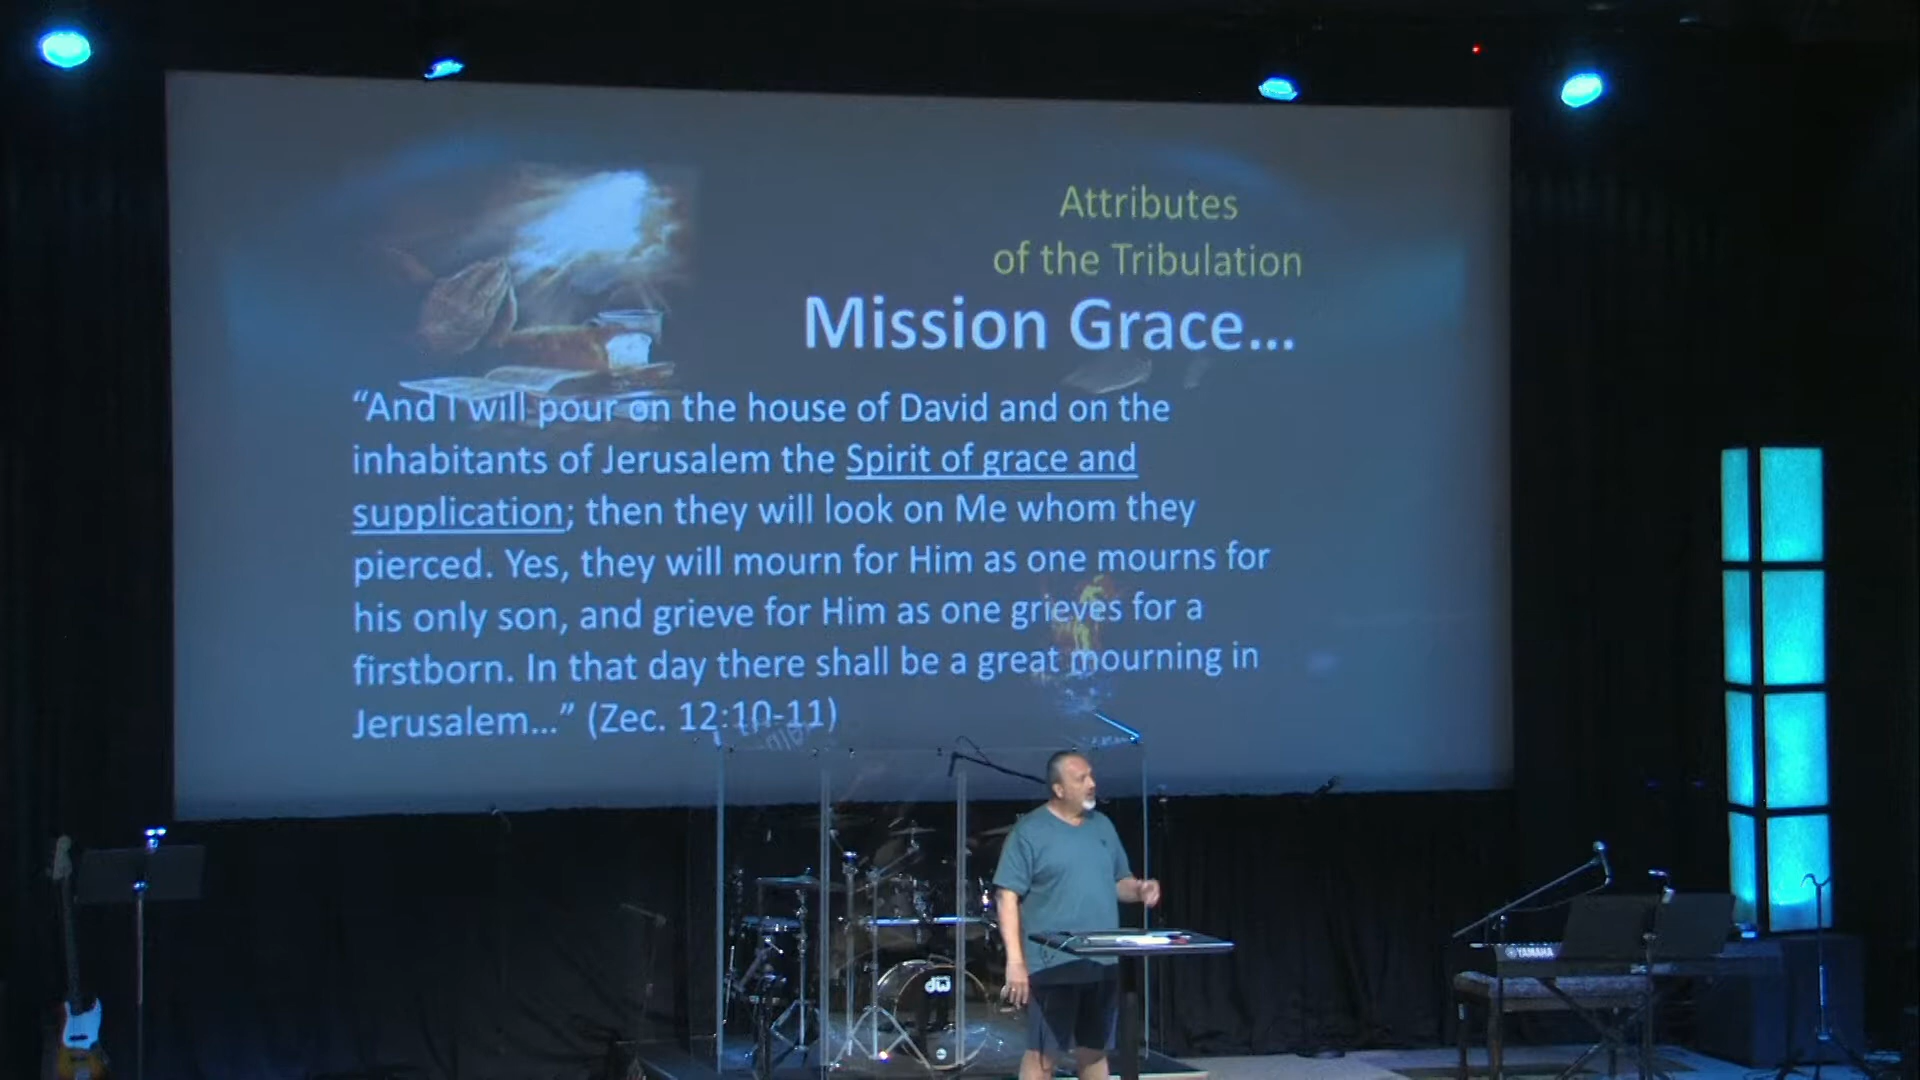 Attributes
of the Tribulation
Mission Grace...
“And I will pour on the house of David and on the
inhabitants of Jerusalem the Spirit of grace and
supplication; then they will look on Me whom they
pierced. Yes, they will mourn for Him as one mourns for
his only son, and grieve for Him as one grieves for a
firstborn. In that day there shall be a great mourning in
Jerusalem...” (Zec. 12:10-11)
dw
YAMAHA